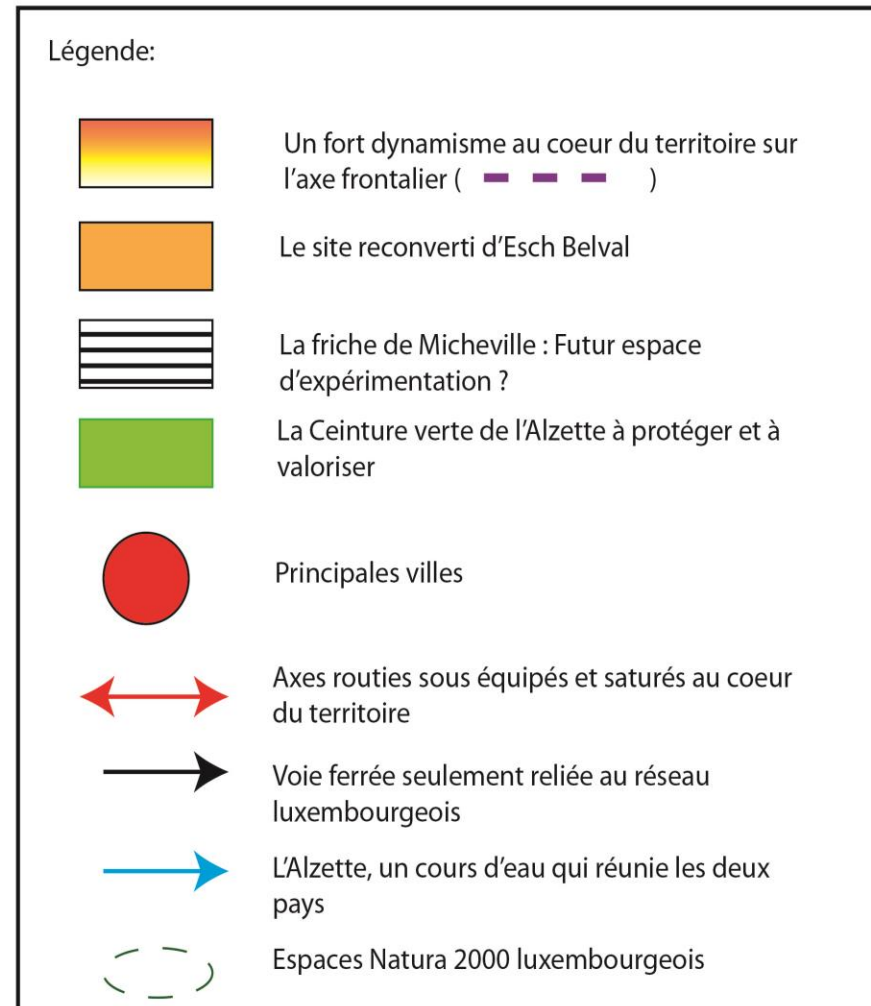 Légende:
Un fort dynamisme au coeur du territoire sur
l'axe frontalier ( )
Le site reconverti d'Esch Belval
La friche de Micheville : Futur espace
d'expérimentation ?
La Ceinture verte de l'Alzette à protéger et à
valoriser
Principales villes
Axes routies sous équipés et saturés au coeur
du territoire
Voie ferrée seulement reliée au réseau
luxembourgeois
L'Alzette, un cours d'eau qui réunie les deux
pays
Espaces Natura 2000 luxembourgeois